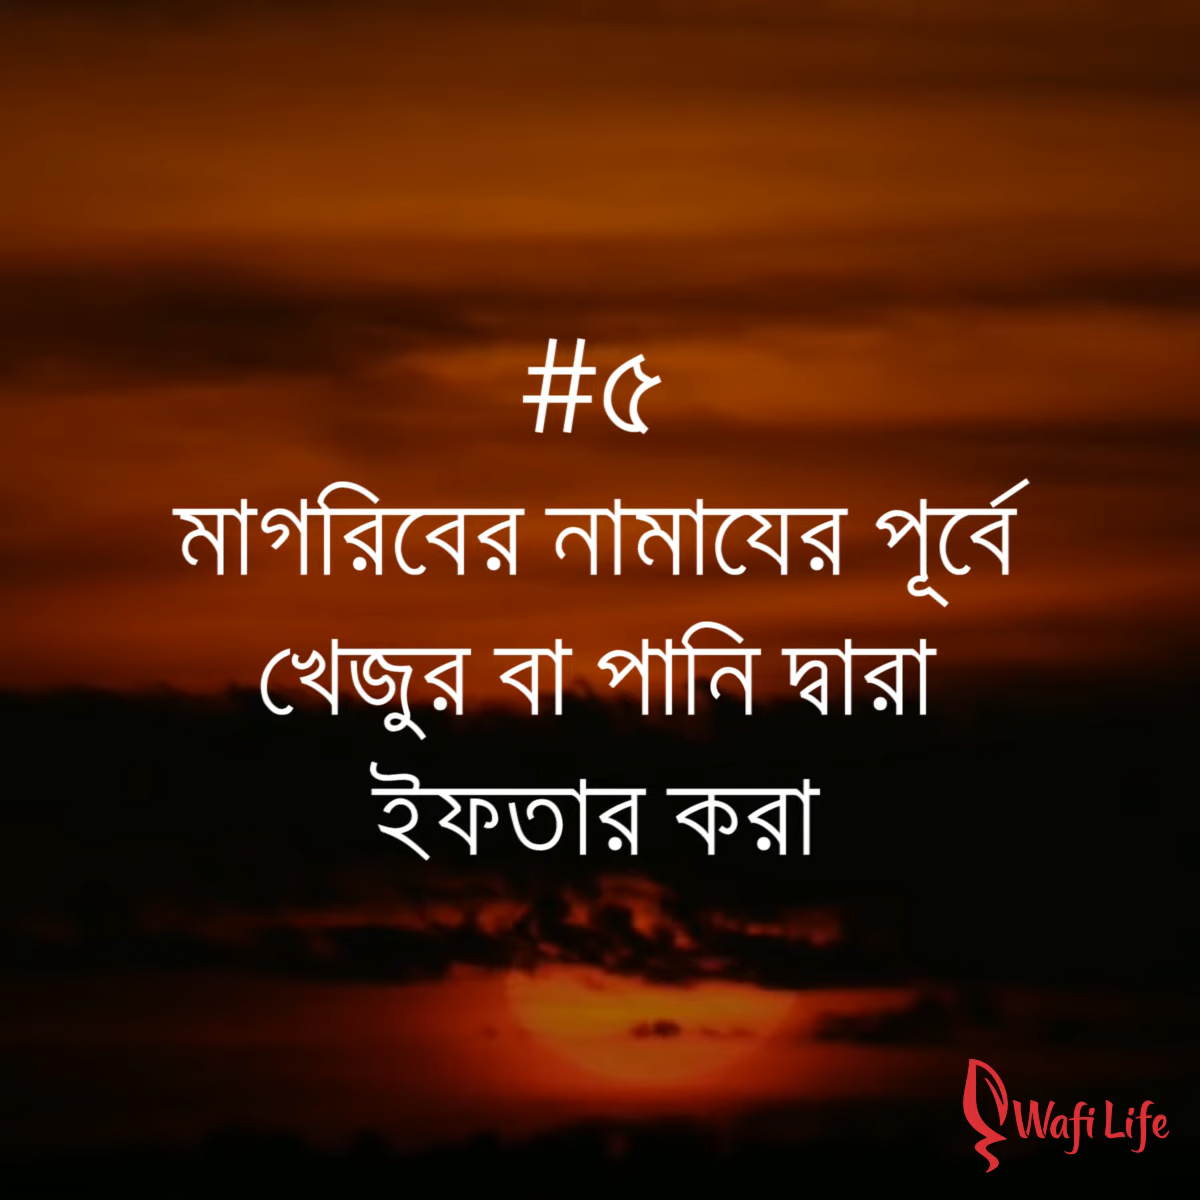 #৫
মাগরিবের নামাযের পূর্বে
খেজুর বা পানি দ্বারা
ইফতার করা
Wafi Life